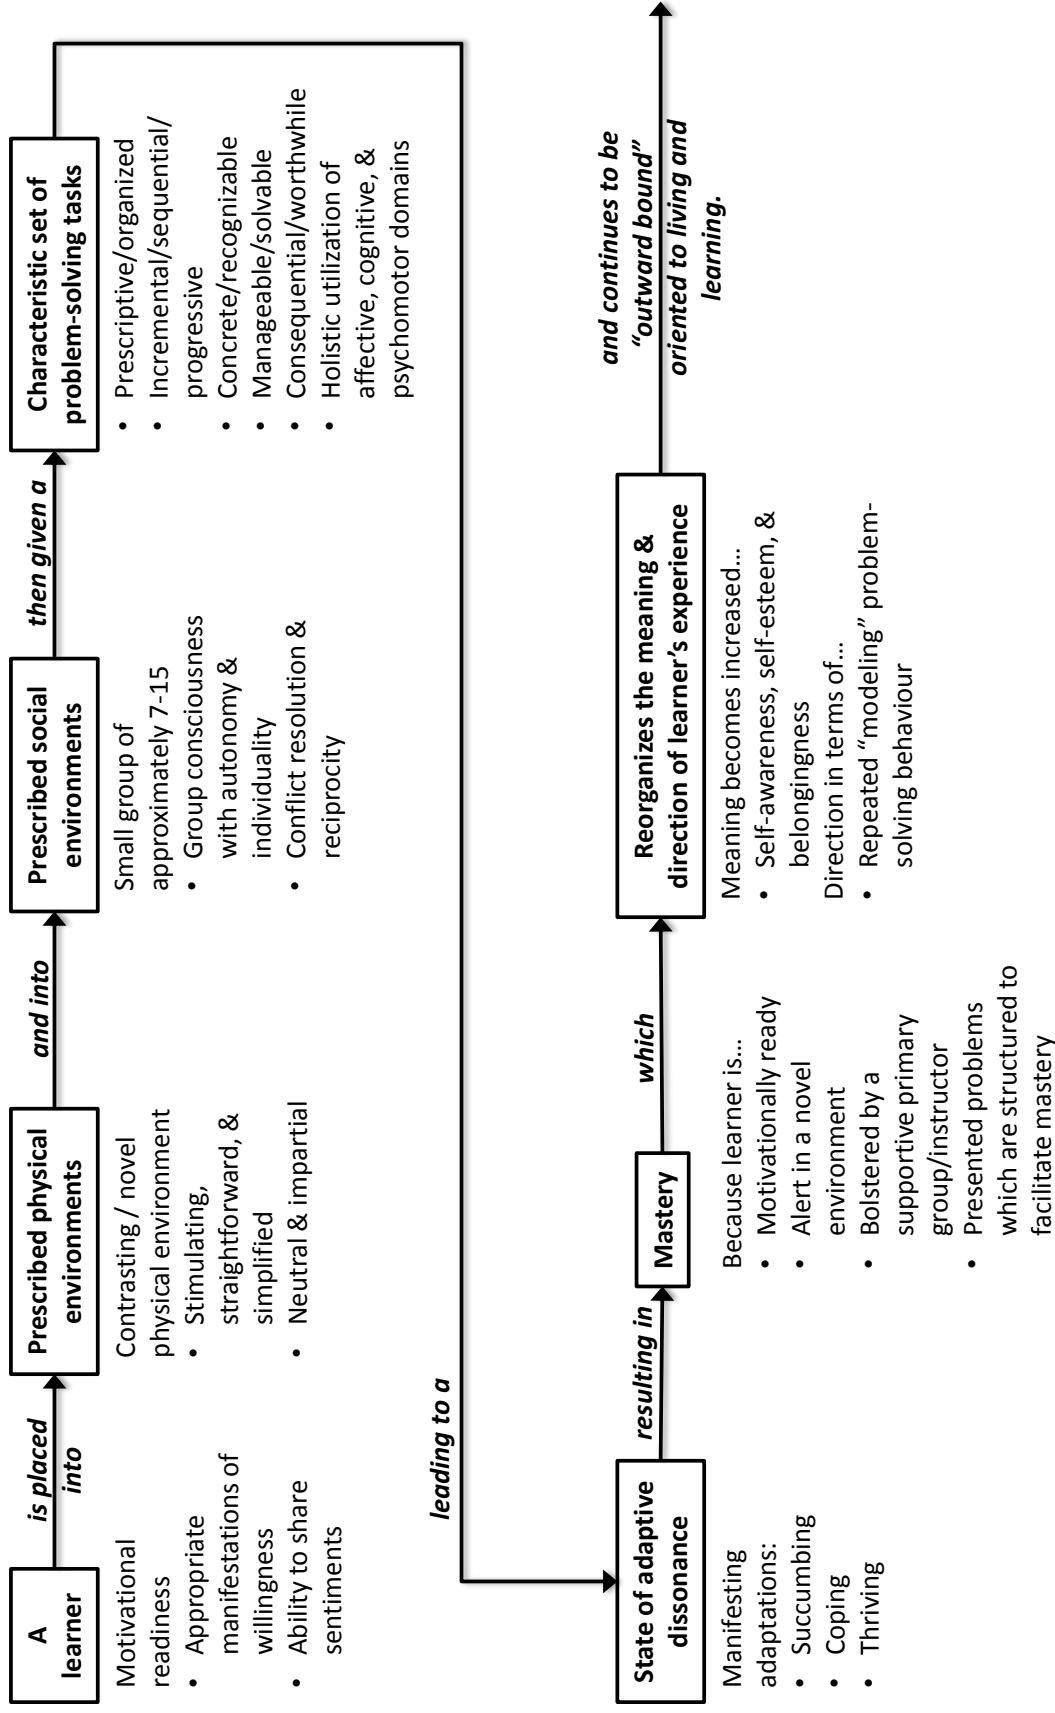 A
learner
Motivational
readiness
• Appropriate
manifestations of
willingness
• Ability to share
sentiments
is placed
into
Prescribed physical
environments
Contrasting / novel
physical environment
• Stimulating,
straightforward, &
simplified
• Neutral & impartial
and into
Prescribed social
environments
Small group of
approximately 7-15
• Group consciousness
with autonomy &
individuality
• Conflict resolution &
reciprocity
then given a
Characteristic set of
problem-solving tasks
• Prescriptive/organized
• Incremental/sequential/
progressive
• Concrete/recognizable
• Manageable/solvable
• Consequential/worthwhile
• Holistic utilization of
affective, cognitive, &
psychomotor domains
leading to a
State of adaptive
dissonance
Manifesting
adaptations:
• Succumbing
• Coping
• Thriving
resulting in
Mastery
Because learner is...
• Motivationally ready
• Alert in a novel
environment
• Bolstered by a
supportive primary
group/instructor
• Presented problems
which are structured to
facilitate mastery
which
Reorganizes the meaning &
direction of learner’s experience
Meaning becomes increased...
• Self-awareness, self-esteem, &
belongingness
Direction in terms of...
• Repeated “modeling” problem-
solving behaviour
and continues to be
“outward bound”
oriented to living and
learning.